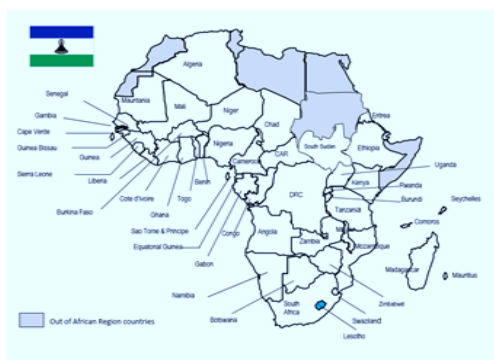 Algeria
Senegal
Mauritania
Mali
Niger
Chad
Eritrea
Gambia
Cape Verde
Guinea Bissau
Guinea
Nigeria
South Sudan
Ethiopia
Uganda
Sierra Leone
Liberia
Cameroon
CAR
Kenya
Rwanda
Burkina Faso
Cote d'Ivoire
Togo
Benin
DRC
Burundi
Seychelles
Ghana
Tanzania
Sao Tome & Principe
Congo
Comoros
Equatorial Guinea
Angola
Zambia
Mozambique
Gabon
Madagascar
Mauritius
Namibia
Zimbabwe
Botswana
South
Africa
Swaziland
Lesotho
Out of African Region countries